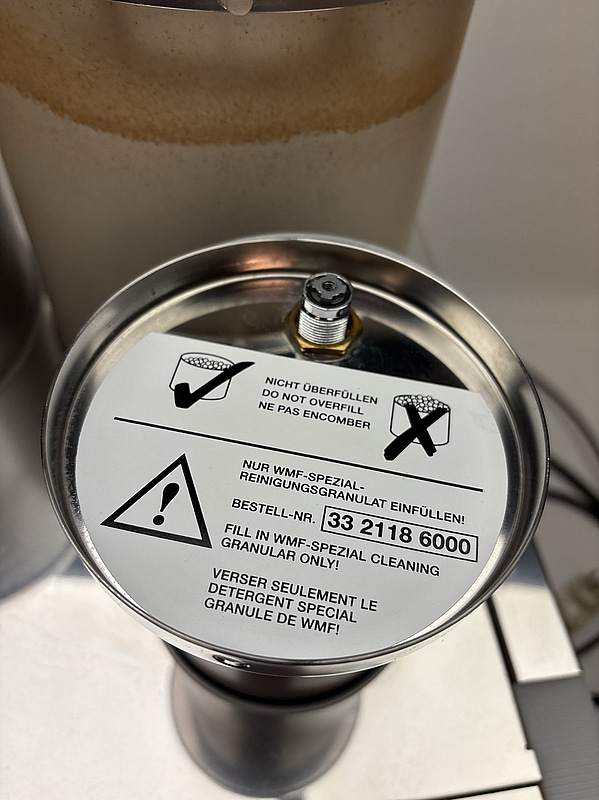 NICHT ÜBERFÜLLEN
DO NOT OVERFILL
NE PAS ENCOMBER
NUR WMF-SPEZIAL-
REINIGUNGSGRANULAT EINFÜLLEN!
BESTELL-NR. 33 2118 6000
FILL IN WMF-SPEZIAL CLEANING
GRANULAR ONLY!
VERSER SEULEMENT LE
DETERGENT SPECIAL
GRANULE DE WMF!